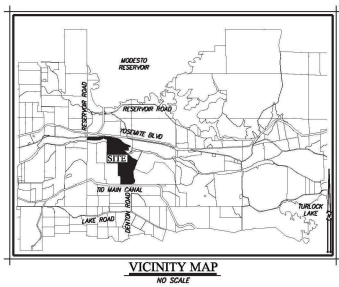 MODESTO
RESERVOIR
RESERVOIR ROAD
RESERVOIR ROAD
YOSEMITE BLVD
SITE
TID MAIN CANAL
LAKE ROAD
DENTON ROAD
TURLOCK
LAKE
VICINITY MAP
NO SCALE